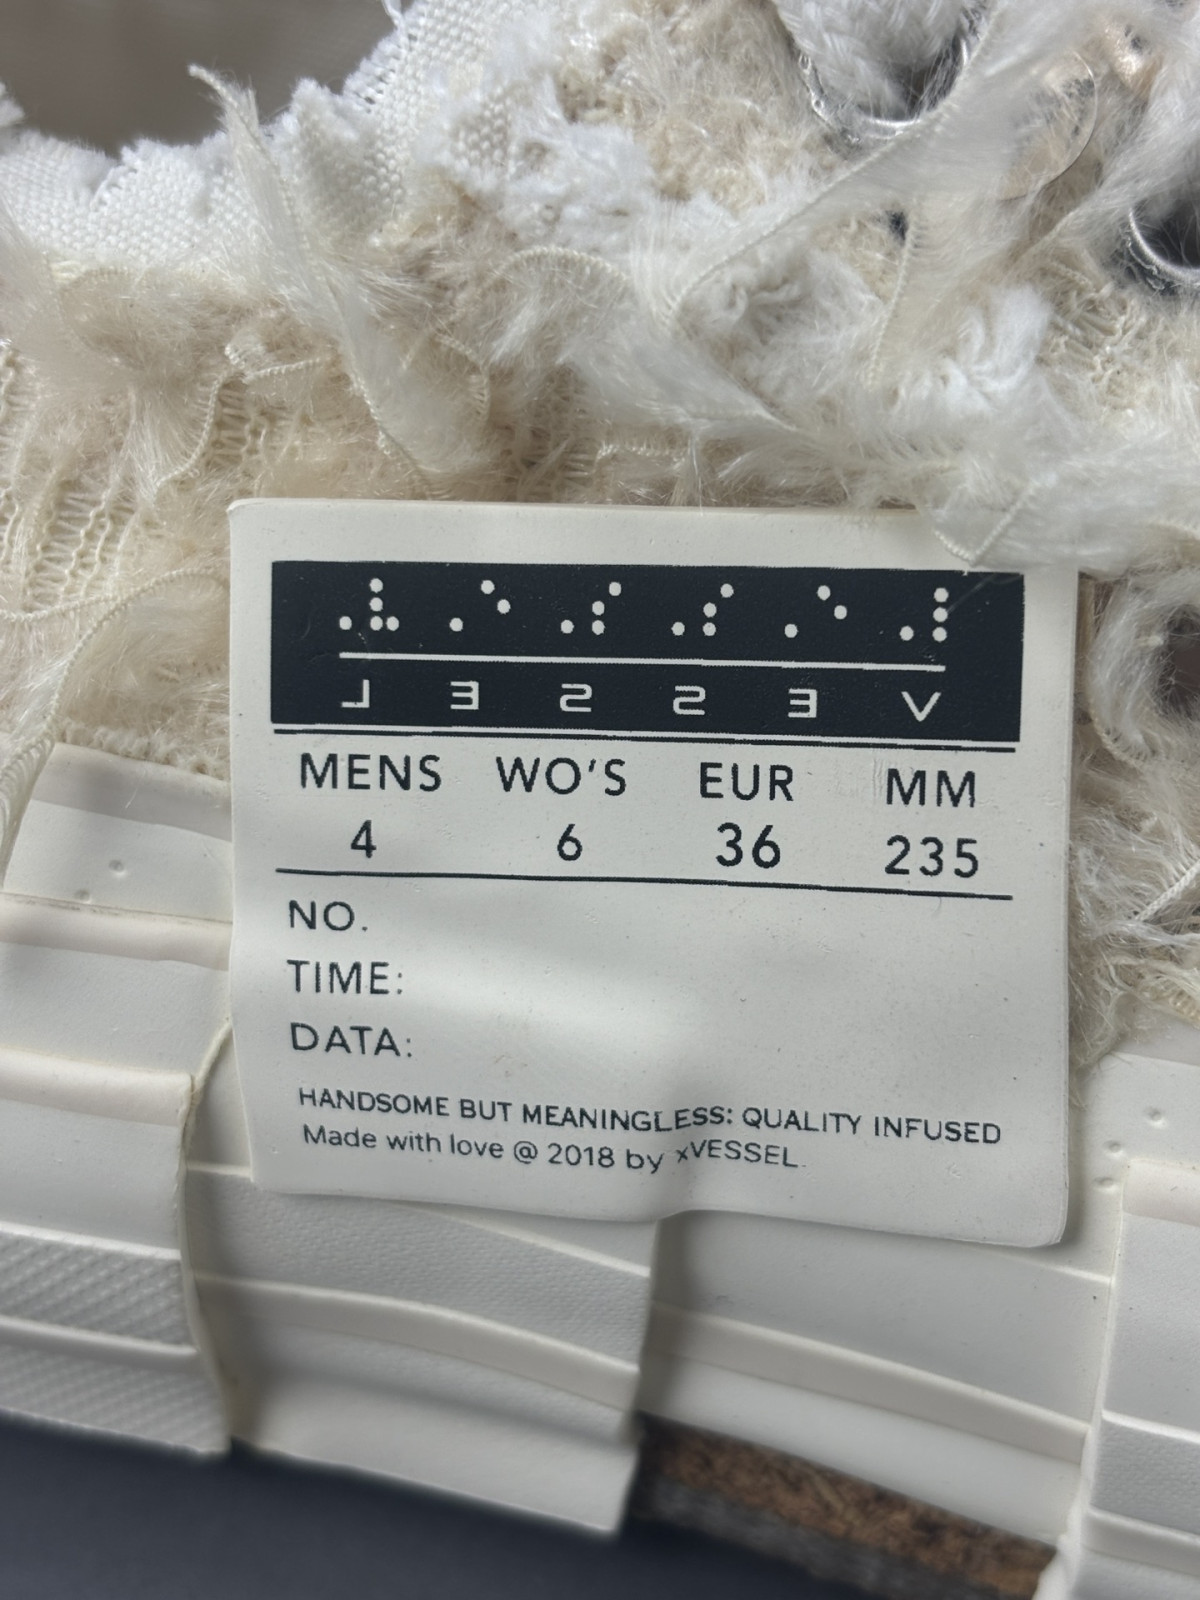 VESSEL
MENS WO'S EUR MM
4 6 36 235
NO.
TIME:
DATA:
HANDSOME BUT MEANINGLESS: QUALITY INFUSED
Made with love @ 2018 by xVESSEL.